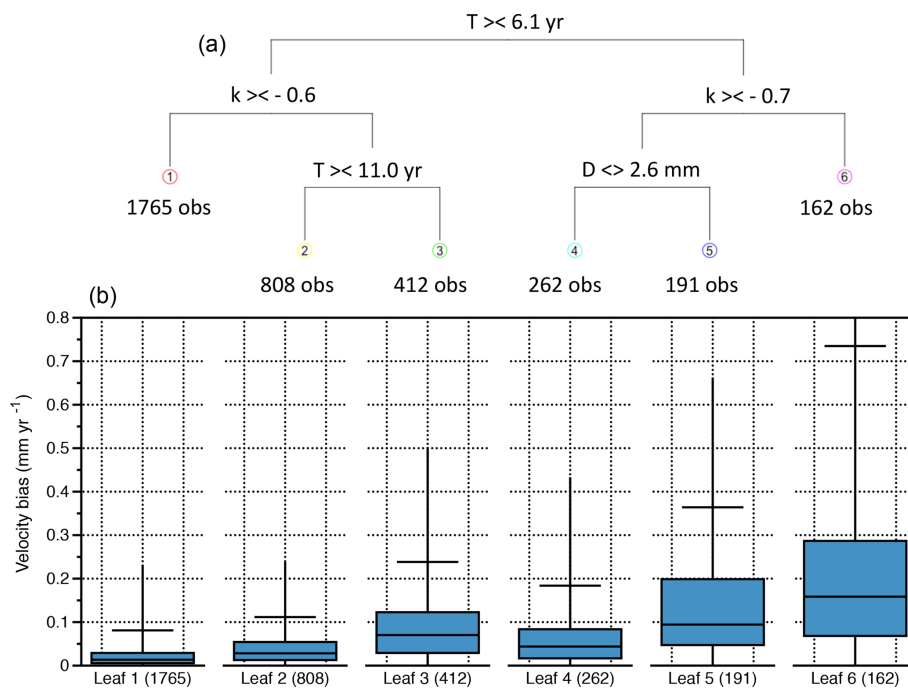 T >< 6.1 yr
(a)
k >< - 0.6
k >< - 0.7
1
T >< 11.0 yr
D <> 2.6 mm
6
1765 obs
162 obs
2
3
4
5
808 obs
412 obs
262 obs
191 obs
(b)
0.8
0.7
0.6
0.5
0.4
0.3
0.2
0.1
0
Velocity bias (mm yr -1)
Leaf 1 (1765)
Leaf 2 (808)
Leaf 3 (412)
Leaf 4 (262)
Leaf 5 (191)
Leaf 6 (162)